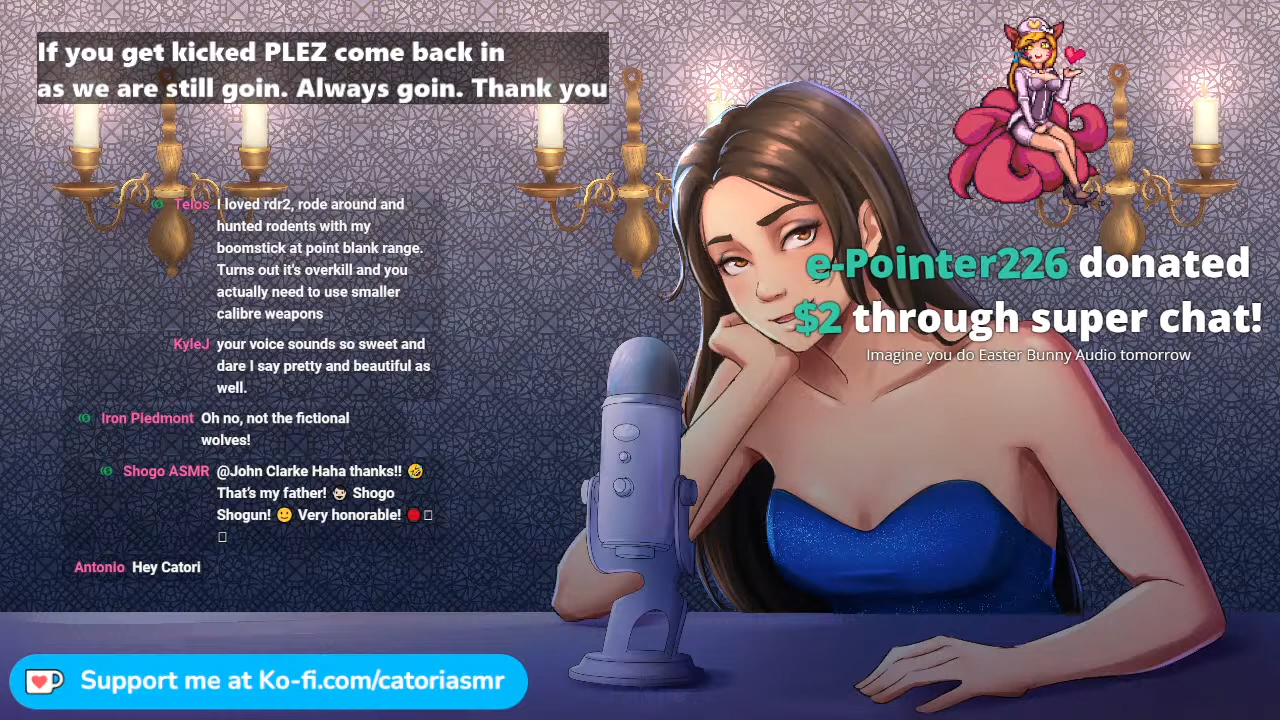 If you get kicked PLEZ come back in
as we are still goin. Always goin. Thank you
Telos I loved rdr2, rode around and
hunted rodents with my
boomstick at point blank range.
Turns out it's overkill and you
actually need to use smaller
calibre weapons
KyleJ your voice sounds so sweet and
dare I say pretty and beautiful as
well.
Iron Piedmont Oh no, not the fictional
wolves!
Shogo ASMR @John Clarke Haha thanks!! 🤣
That's my father! 👨🏻 Shogo
Shogun! 🙂 Very honorable! 🔴
Antonio Hey Catori
e-Pointer226 donated
$2 through super chat!
Imagine you do Easter Bunny Audio tomorrow
Support me at Ko-fi.com/catoriasmr